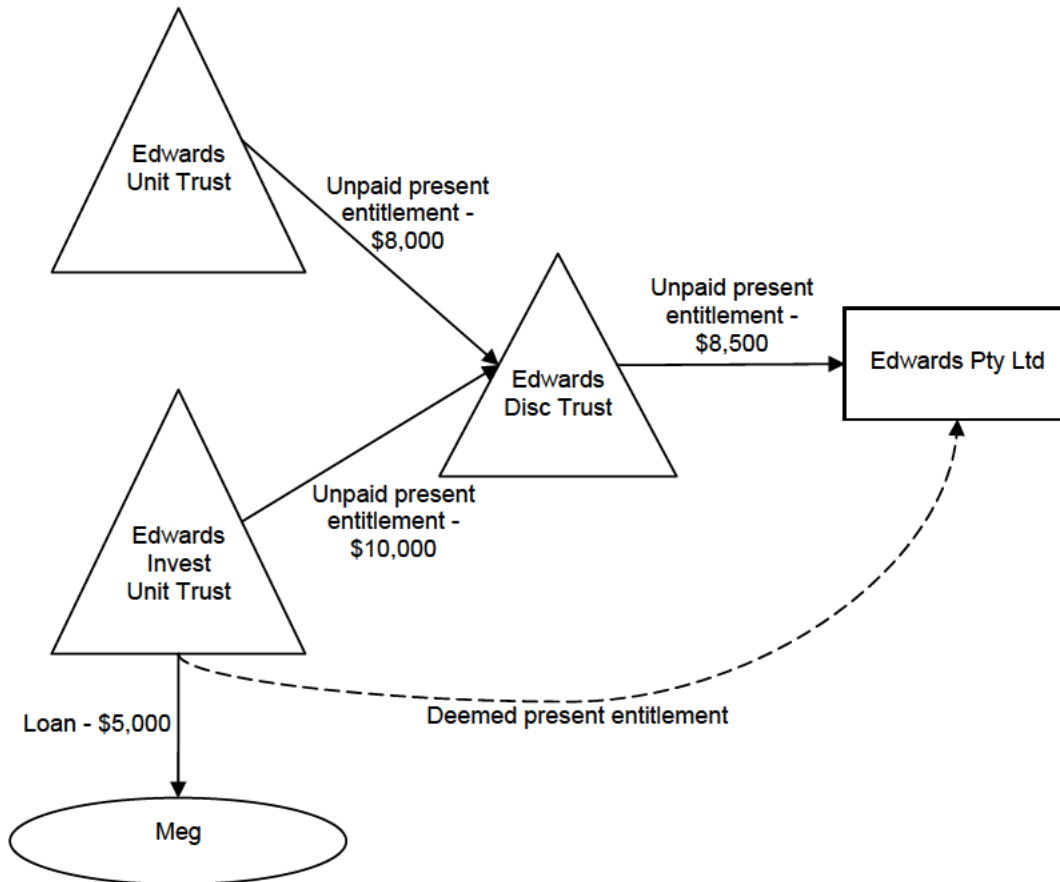 Edwards
Unit Trust
Unpaid present
entitlement -
$8,000
Unpaid present
entitlement -
$8,500
Edwards Pty Ltd
Edwards
Disc Trust
Unpaid present
entitlement -
$10,000
Edwards
Invest
Unit Trust
Loan - $5,000
Deemed present entitlement
Meg